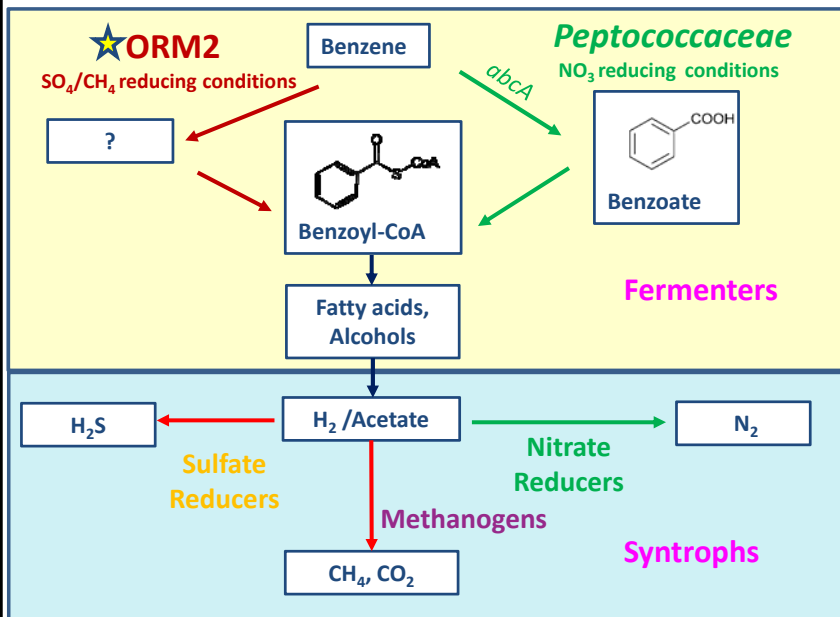 ORM2
SO₄/CH₄ reducing conditions
Benzene
Peptococcaceae
NO₃ reducing conditions
abcA
?
O
S CoA
Benzoyl-CoA
COOH
Benzoate
Fermenters
Fatty acids,
Alcohols
H₂S
H₂ /Acetate
N₂
Sulfate
Reducers
Nitrate
Reducers
Methanogens
Syntrophs
CH₄, CO₂